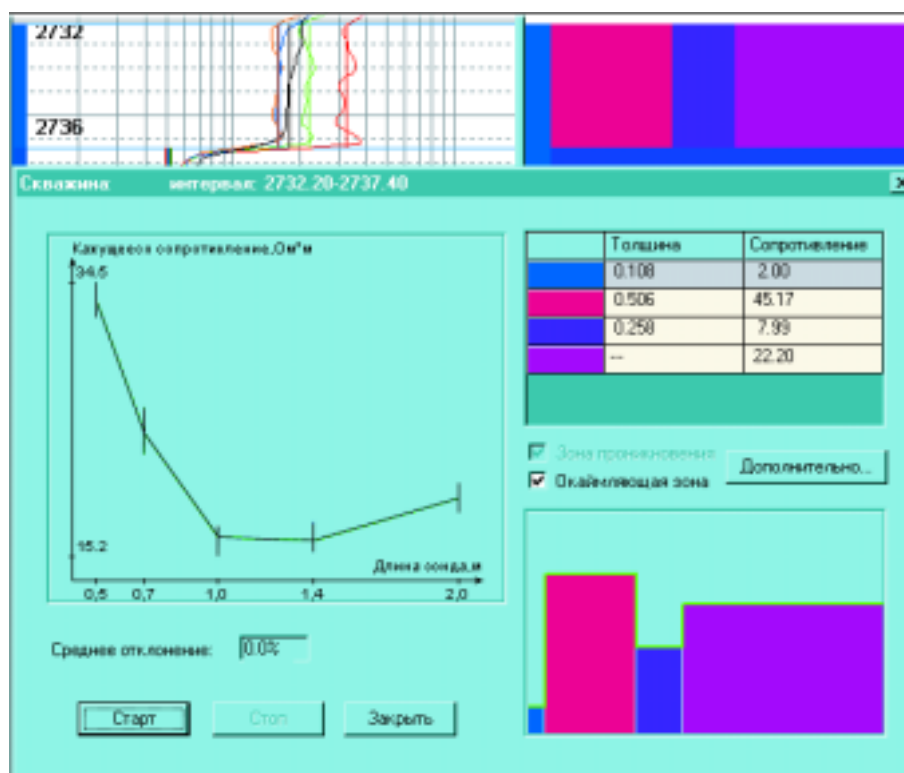 2732
2736
Скважина: интервал: 2732.20-2737.40
Кажущееся сопротивление,Ом*м
34.5
15.2
Длина зонда,м
0,5 0,7 1,0 1,4 2,0
Толщина Сопротивление
0.108 2.00
0.506 45.17
0.258 7.99
-- 22.20
Зона проникновения
Окаймляющая зона
Дополнительно...
Среднее отклонение: 0.0%
Старт Стоп Закрыть